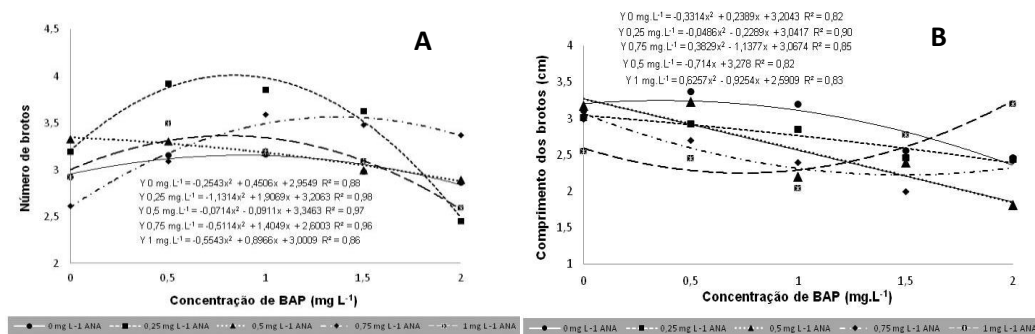 A
Número de brotos
4,5
4
3,5
3
2,5
2
Y 0 mg.L-1 = -0,2543x² + 0,4506x + 2,9549 R² = 0,88
Y 0,25 mg.L-1 = -1,1314x² + 1,9069x + 3,2063 R² = 0,98
Y 0,5 mg.L-1 = -0,0714x² - 0,0911x + 3,3463 R² = 0,97
Y 0,75 mg.L-1 = -0,5114x² + 1,4049x + 2,6003 R² = 0,96
Y 1 mg.L-1 = -0,5543x² + 0,8966x + 3,0009 R² = 0,86
0 0,5 1 1,5 2
Concentração de BAP (mg L-1)
0 mg L-1 ANA 0,25 mg L-1 ANA 0,5 mg L-1 ANA 0,75 mg L-1 ANA 1 mg L-1 ANA
B
Y 0 mg.L-1 = -0,3314x² + 0,2389x + 3,2043 R² = 0,82
Y 0,25 mg.L-1 = -0,0486x² - 0,2289x + 3,0417 R² = 0,90
Y 0,75 mg.L-1 = 0,3829x² - 1,1377x + 3,0674 R² = 0,85
Y 0,5 mg.L-1 = -0,714x + 3,278 R² = 0,82
Y 1 mg.L-1 = 0,6257x² - 0,9254x + 2,5909 R² = 0,83
Comprimento dos brotos (cm)
4
3,5
3
2,5
2
1,5
1
0 0,5 1 1,5 2
Concentração de BAP (mg.L-1)
0 mg L-1 ANA 0,25 mg L-1 ANA 0,5 mg L-1 ANA 0,75 mg L-1 ANA 1 mg L-1 ANA